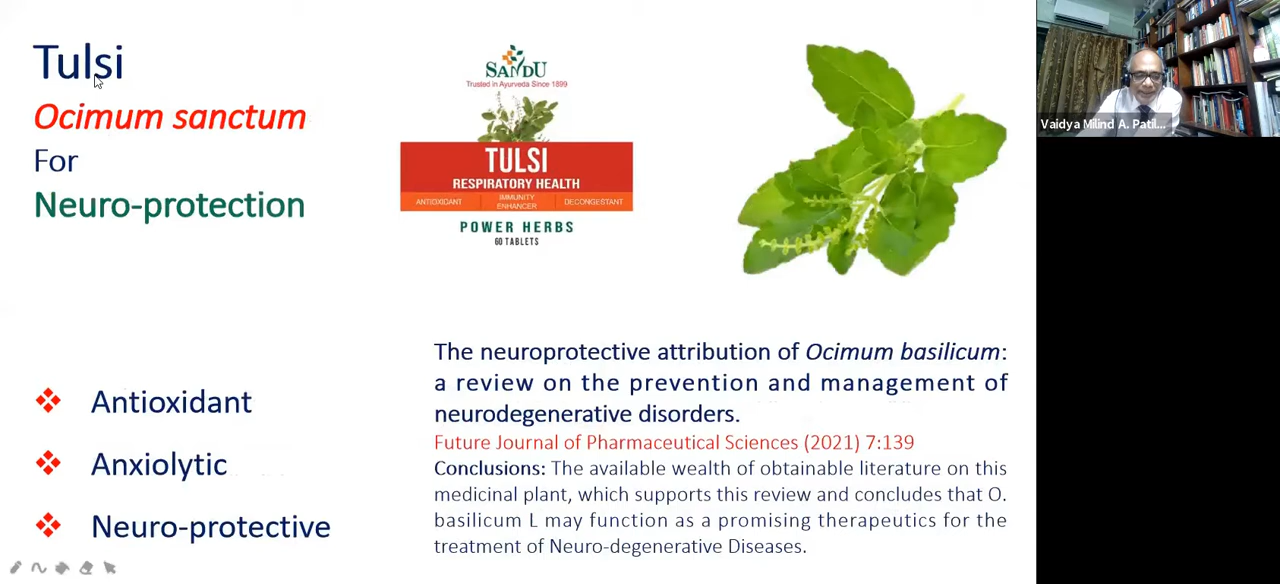 Tulsi
Ocimum sanctum
For
Neuro-protection
SANDU
Trusted in Ayurveda Since 1899
TULSI
RESPIRATORY HEALTH
ANTIOXIDANT
IMMUNITY
ENHANCER
DECONGESTANT
POWER HERBS
60 TABLETS
Vaidya Milind A. Patil...
Antioxidant
Anxiolytic
Neuro-protective
The neuroprotective attribution of Ocimum basilicum:
a review on the prevention and management of
neurodegenerative disorders.
Future Journal of Pharmaceutical Sciences (2021) 7:139
Conclusions: The available wealth of obtainable literature on this
medicinal plant, which supports this review and concludes that O.
basilicum L may function as a promising therapeutics for the
treatment of Neuro-degenerative Diseases.